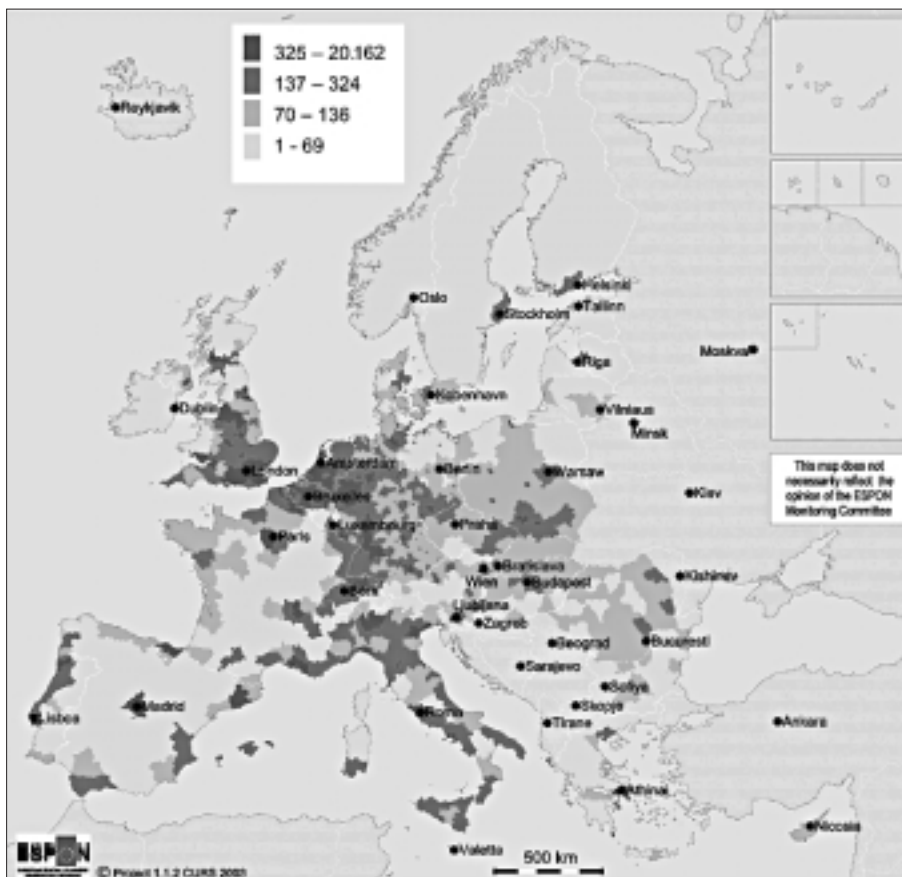 325 – 20.162
137 – 324
70 – 136
1 - 69
Reykjavik
Helsinki
Oslo
Tallinn
Stockholm
Moskva
Riga
København
Dublin
Vilniaus
Minsk
London
Amsterdam
Berlin
Warsaw
This map does not
necessarily reflect the
opinion of the ESPON
Monitoring Committee
Kiev
Bruxelles
Luxembourg
Praha
Paris
Bratislava
Kishinev
Wien
Budapest
Bern
Ljubljana
Zagreb
Beograd
Bucuresti
Sarajevo
Sofiya
Lisboa
Madrid
Roma
Skopje
Tirane
Ankara
Athinai
Nicosia
ESPON
Valetta
500 km
© Project 1.1.2 CURS 2003